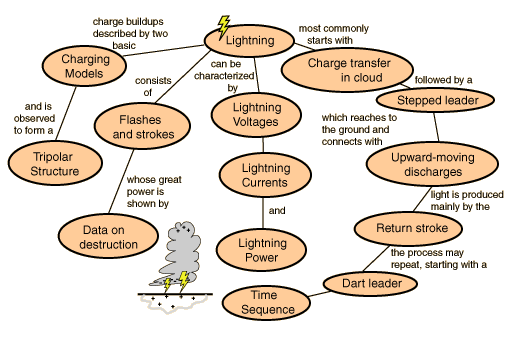 charge buildups
described by two
basic
Lightning
most commonly
starts with
Charging
Models
consists
of
can be
characterized
by
Charge transfer
in cloud
followed by a
Stepped leader
and is
observed
to form a
Flashes
and strokes
Lightning
Voltages
which reaches to
the ground and
connects with
Tripolar
Structure
whose great
power is
shown by
Lightning
Currents
Upward-moving
discharges
light is produced
mainly by the
and
Data on
destruction
Lightning
Power
Return stroke
the process may
repeat, starting with a
Dart leader
Time
Sequence